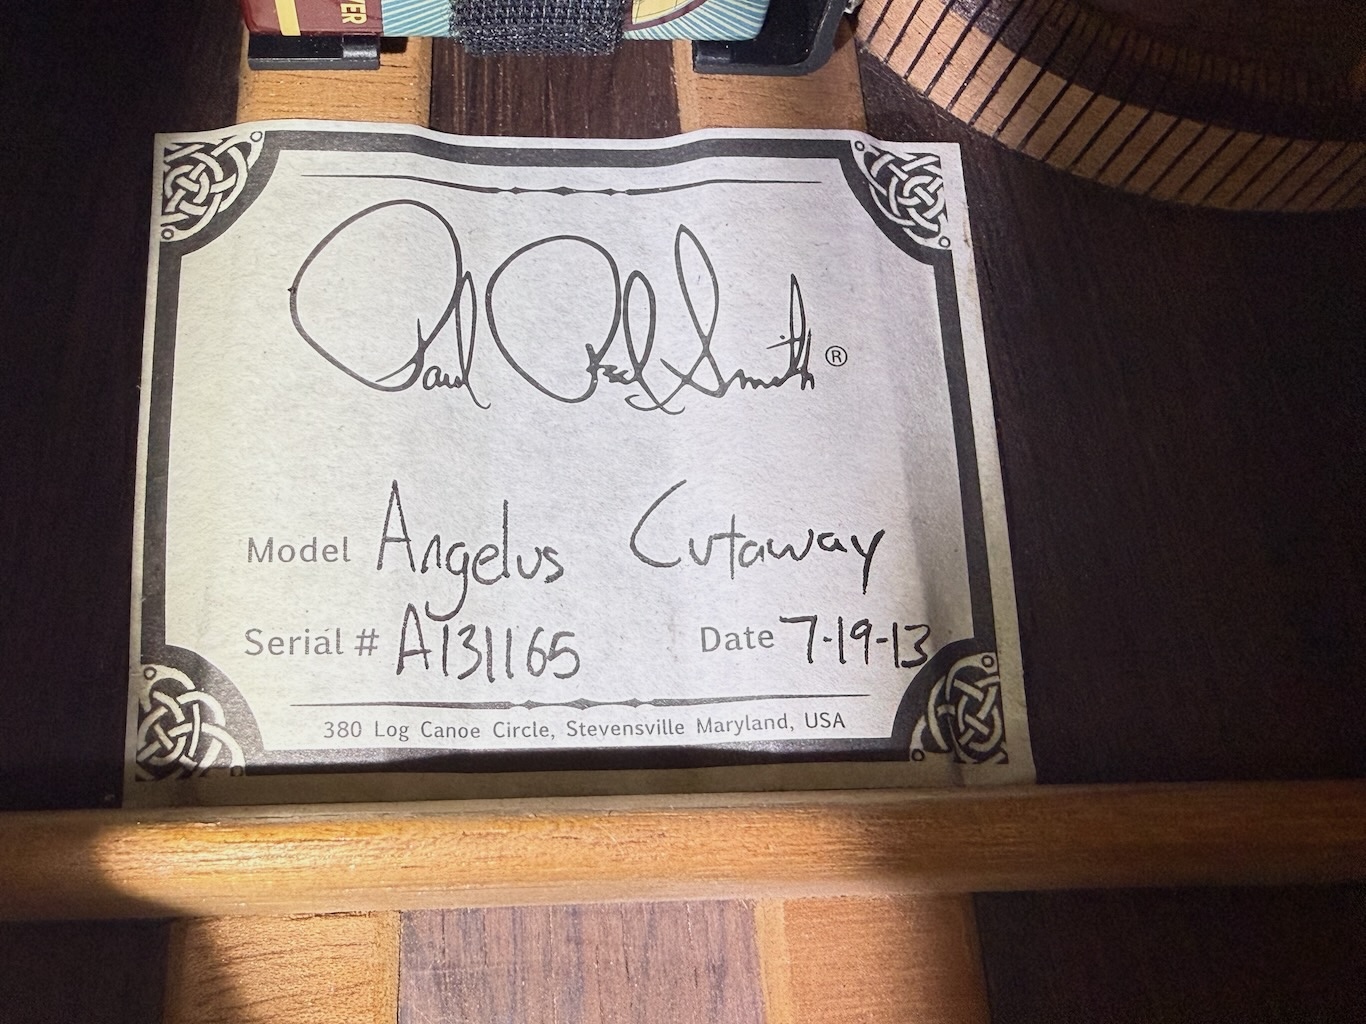 VER
Paul Reed Smith ®
Model Angelus Cutaway
Serial # A131165 Date 7-19-13
380 Log Canoe Circle, Stevensville Maryland, USA